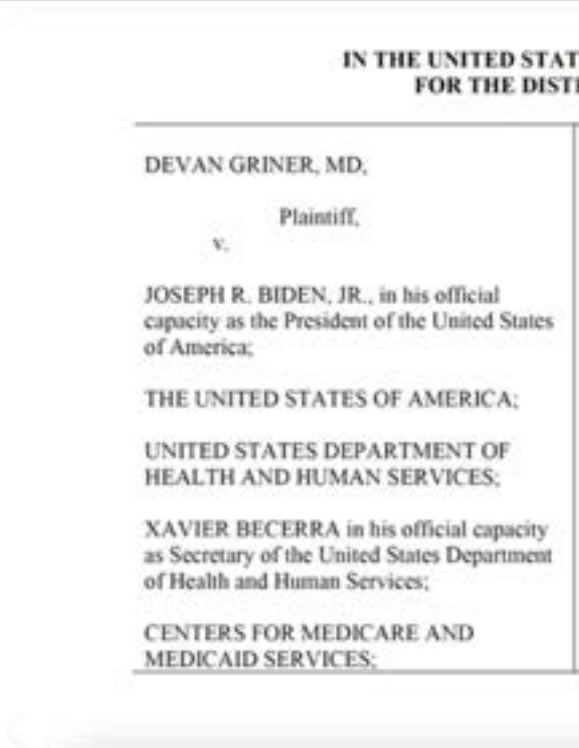 IN THE UNITED STAT
FOR THE DIST
DEVAN GRINER, MD,
Plaintiff,
v.
JOSEPH R. BIDEN, JR., in his official
capacity as the President of the United States
of America;
THE UNITED STATES OF AMERICA;
UNITED STATES DEPARTMENT OF
HEALTH AND HUMAN SERVICES;
XAVIER BECERRA in his official capacity
as Secretary of the United States Department
of Health and Human Services;
CENTERS FOR MEDICARE AND
MEDICAID SERVICES;